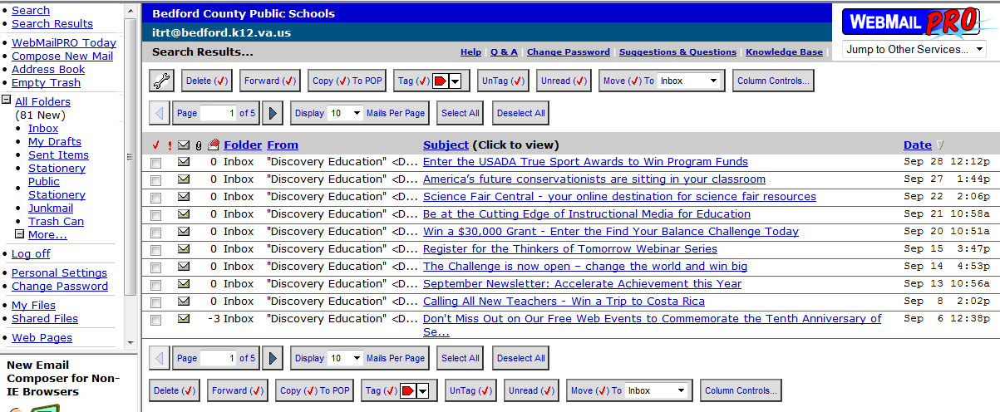 Search
Search Results
WebMailPRO Today
Compose New Mail
Address Book
Empty Trash
All Folders
(81 New)
Inbox
My Drafts
Sent Items
Stationery
Public
Stationery
Junkmail
Trash Can
More...
Log off
Personal Settings
Change Password
My Files
Shared Files
Web Pages
New Email
Composer for Non-
IE Browsers
Bedford County Public Schools
itrt@bedford.k12.va.us
WEBMAIL PRO
Search Results...
Help | Q & A | Change Password | Suggestions & Questions | Knowledge Base |
Jump to Other Services...
Delete (✓) Forward (✓) Copy (✓) To POP Tag (✓) UnTag (✓) Unread (✓) Move (✓) To Inbox Column Controls...
Page 1 of 5 Display 10 Mails Per Page Select All Deselect All
✓ ! Folder From Subject (Click to view) Date
0 Inbox "Discovery Education" <D... Enter the USADA True Sport Awards to Win Program Funds Sep 28 12:12p
0 Inbox "Discovery Education" <D... America's future conservationists are sitting in your classroom Sep 27 1:44p
0 Inbox "Discovery Education" <D... Science Fair Central - your online destination for science fair resources Sep 22 2:06p
0 Inbox "Discovery Education" <D... Be at the Cutting Edge of Instructional Media for Education Sep 21 10:58a
0 Inbox "Discovery Education" <D... Win a $30,000 Grant - Enter the Find Your Balance Challenge Today Sep 20 10:51a
0 Inbox "Discovery Education" <D... Register for the Thinkers of Tomorrow Webinar Series Sep 15 3:47p
0 Inbox "Discovery Education" <D... The Challenge is now open – change the world and win big Sep 14 4:53p
0 Inbox "Discovery Education" <D... September Newsletter: Accelerate Achievement this Year Sep 13 10:56a
0 Inbox "Discovery Education" <D... Calling All New Teachers - Win a Trip to Costa Rica Sep 8 2:02p
-3 Inbox "Discovery Education" <D... Don't Miss Out on Our Free Web Events to Commemorate the Tenth Anniversary of Sep 6 12:38p
Se...
Page 1 of 5 Display 10 Mails Per Page Select All Deselect All
Delete (✓) Forward (✓) Copy (✓) To POP Tag (✓) UnTag (✓) Unread (✓) Move (✓) To Inbox Column Controls...